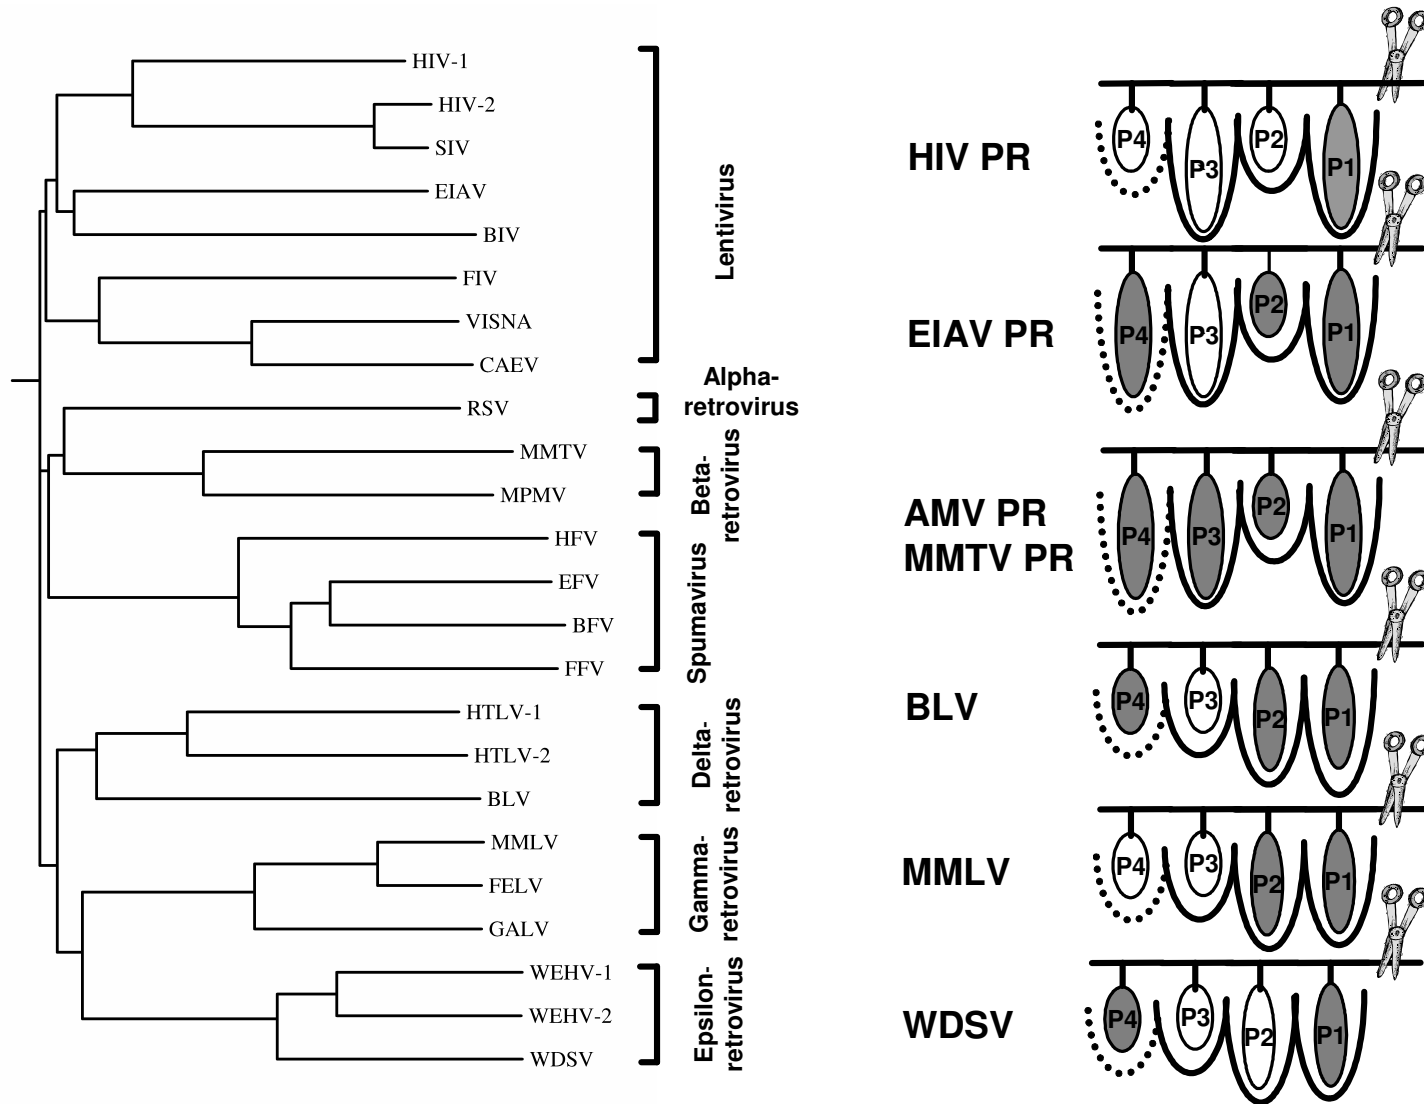 HIV-1
HIV-2
SIV
EIAV
BIV
FIV
VISNA
CAEV
RSV
MMTV
MPMV
HFV
EFV
BFV
FFV
HTLV-1
HTLV-2
BLV
MMLV
FELV
GALV
WEHV-1
WEHV-2
WDSV
Lentivirus
Alpha-
retrovirus
Beta-
retrovirus
Spumavirus
Delta-
retrovirus
Gamma-
retrovirus
Epsilon-
retrovirus
HIV PR
P4 P3 P2 P1
EIAV PR
P4 P3 P2 P1
AMV PR
MMTV PR
P4 P3 P2 P1
BLV
P4 P3 P2 P1
MMLV
P4 P3 P2 P1
WDSV
P4 P3 P2 P1